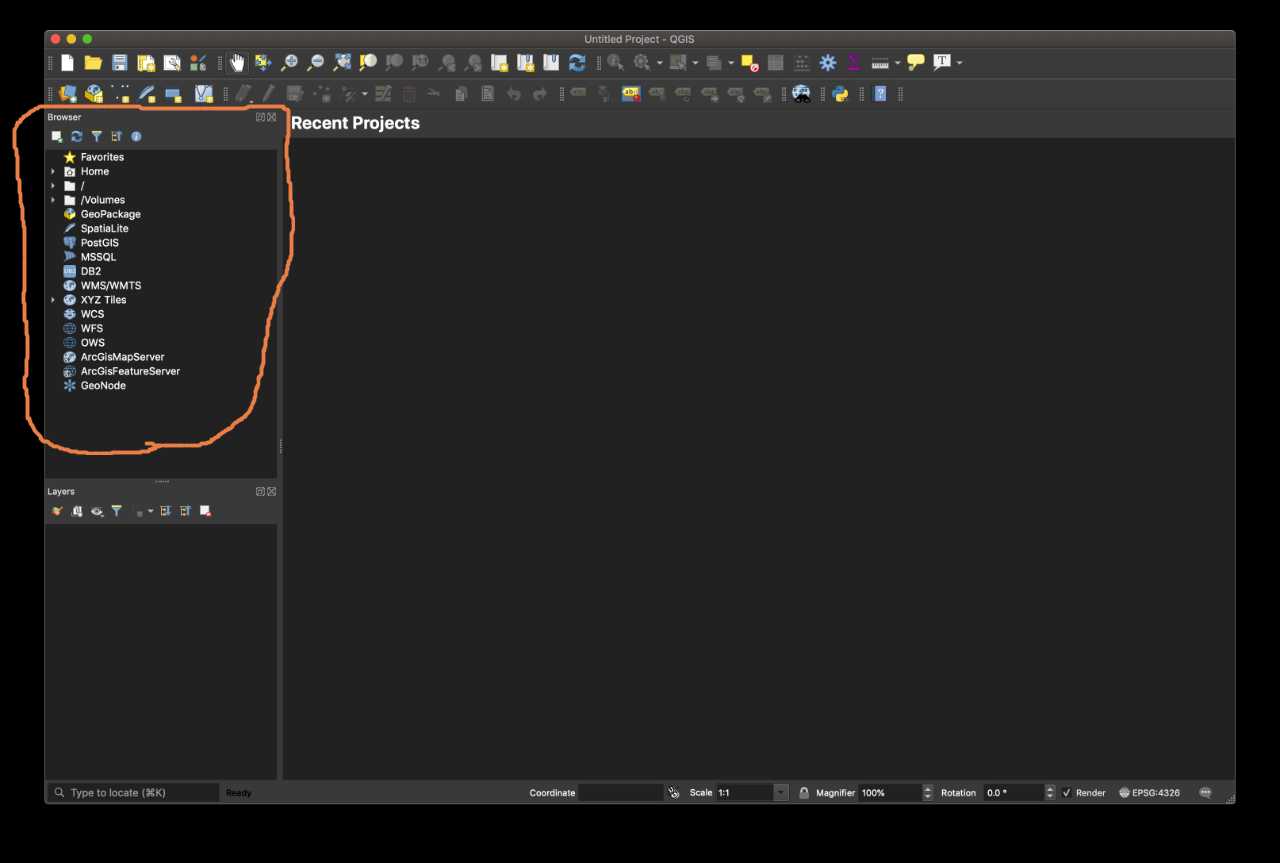 Untitled Project - QGIS
Browser
Recent Projects
Favorites
Home
/
/Volumes
GeoPackage
SpatiaLite
PostGIS
MSSQL
DB2
WMS/WMTS
XYZ Tiles
WCS
WFS
OWS
ArcGisMapServer
ArcGisFeatureServer
GeoNode
Layers
Type to locate (⌘K)
Ready
Coordinate
Scale 1:1
Magnifier 100%
Rotation 0.0 °
Render
EPSG:4326